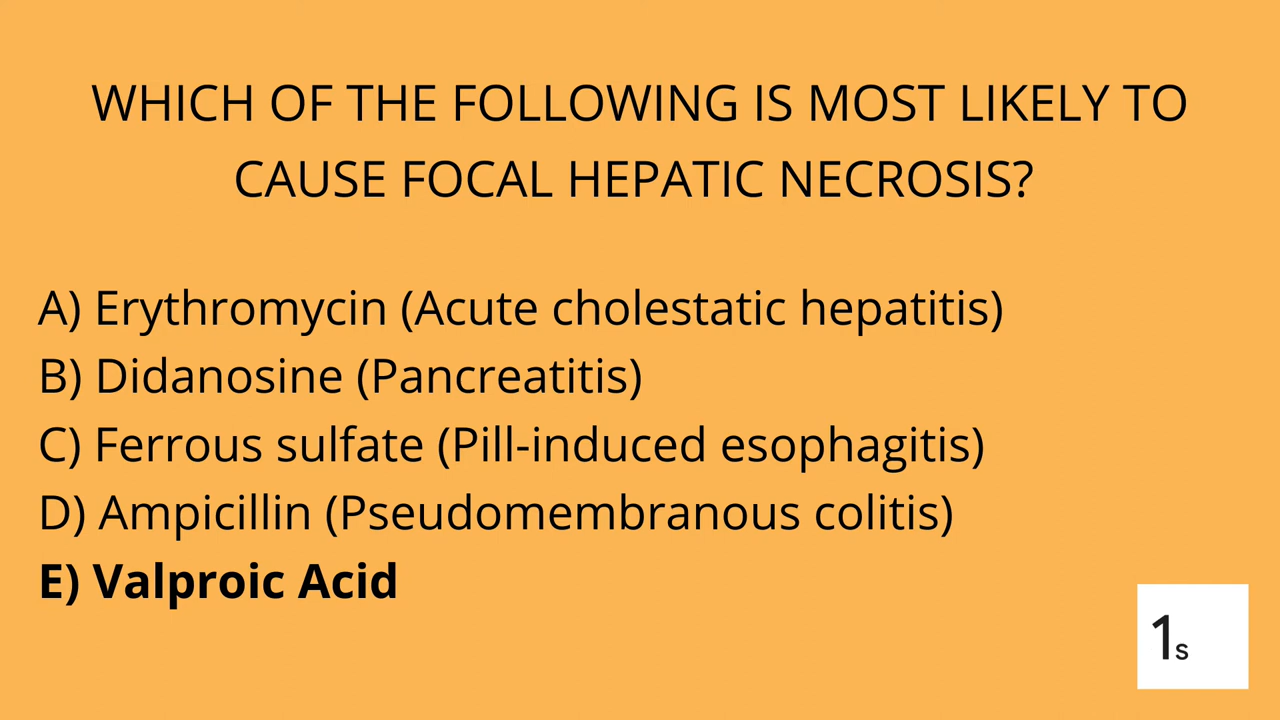 WHICH OF THE FOLLOWING IS MOST LIKELY TO
CAUSE FOCAL HEPATIC NECROSIS?
A) Erythromycin (Acute cholestatic hepatitis)
B) Didanosine (Pancreatitis)
C) Ferrous sulfate (Pill-induced esophagitis)
D) Ampicillin (Pseudomembranous colitis)
E) Valproic Acid
1s